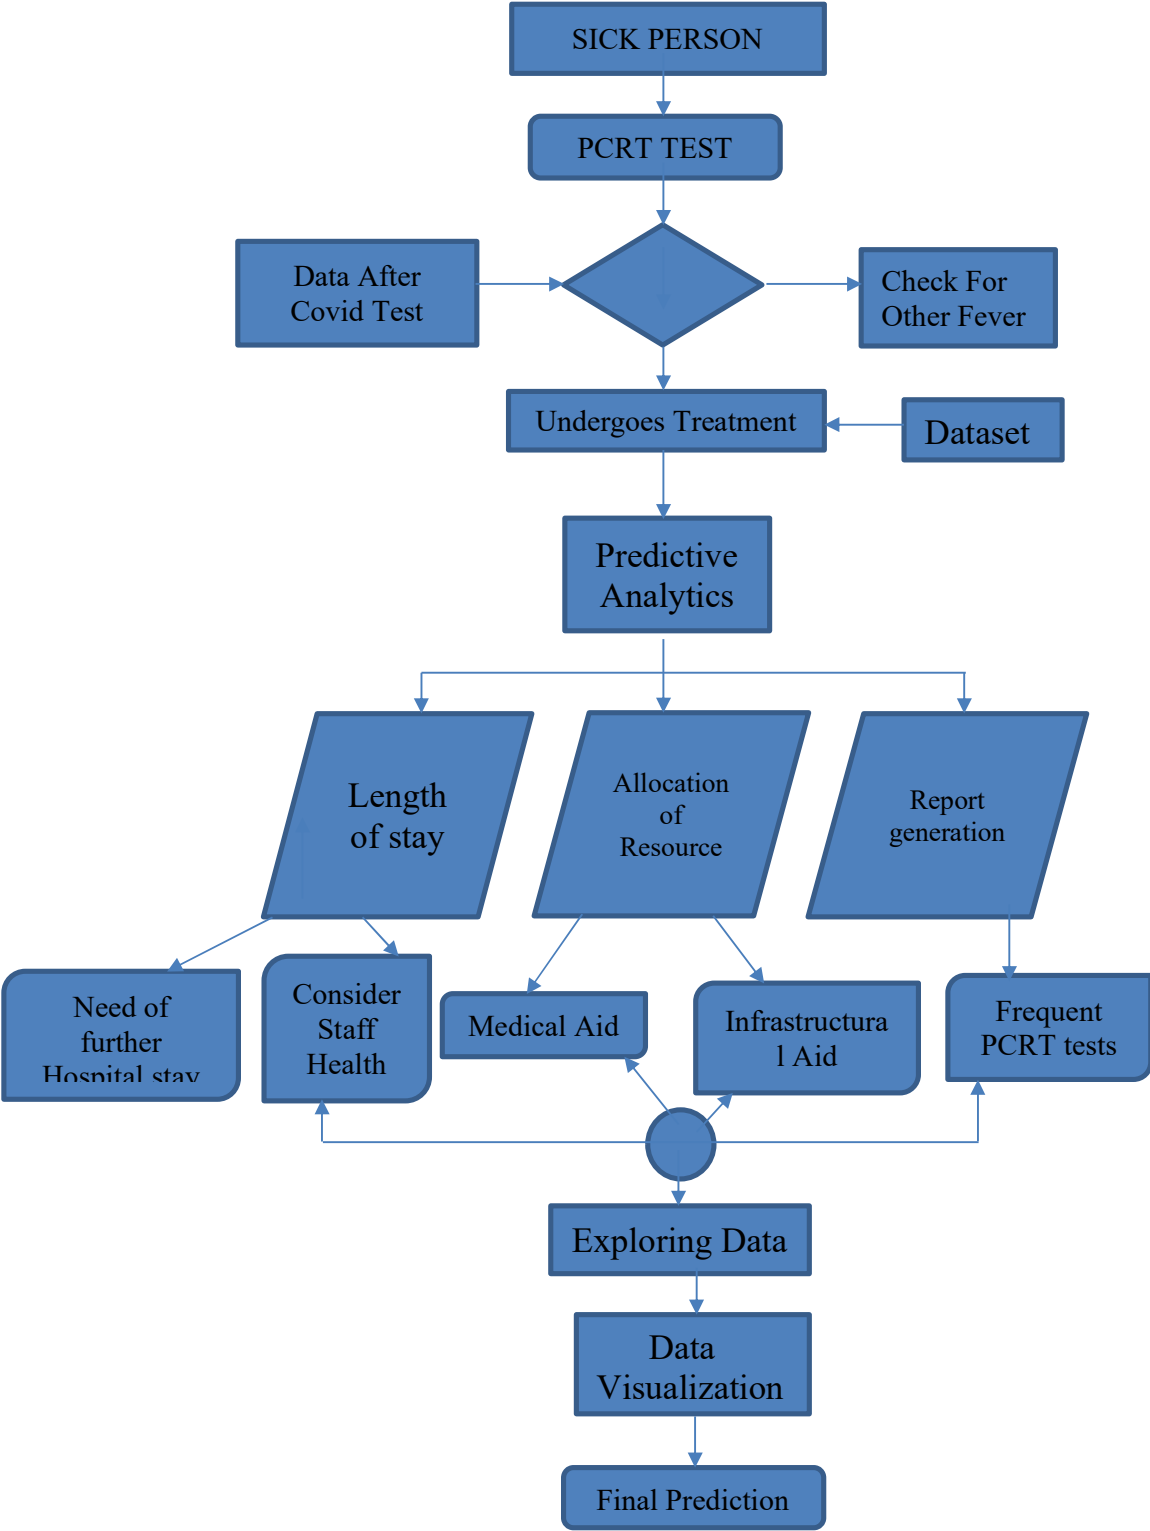 SICK PERSON
PCRT TEST
Data After
Covid Test
Check For
Other Fever
Undergoes Treatment
Dataset
Predictive
Analytics
Length
of stay
Allocation
of
Resource
Report
generation
Need of
further
Hospital stay
Consider
Staff
Health
Medical Aid
Infrastructura
l Aid
Frequent
PCRT tests
Exploring Data
Data
Visualization
Final Prediction